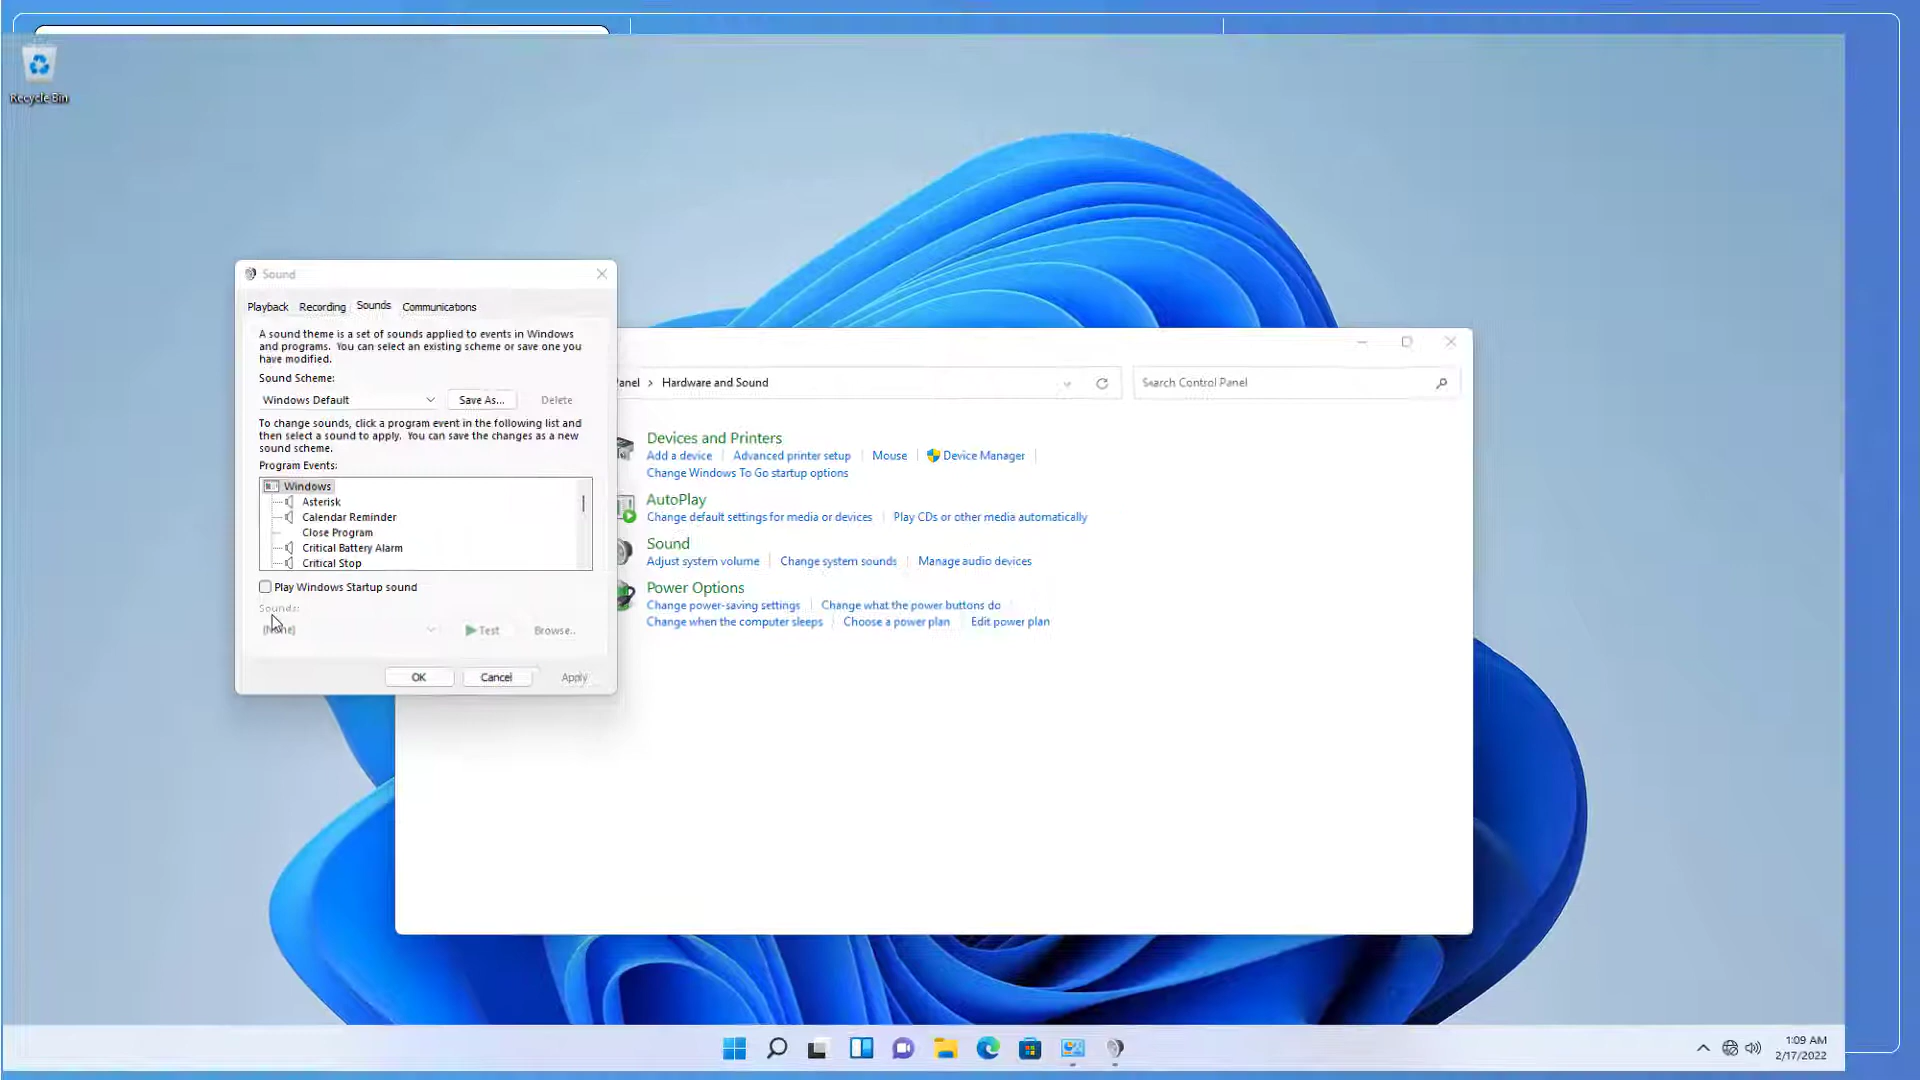 Recycle Bin
Sound
Playback Recording Sounds Communications
A sound theme is a set of sounds applied to events in Windows
and programs. You can select an existing scheme or save one you
have modified.
Sound Scheme:
Windows Default Save As... Delete
To change sounds, click a program event in the following list and
then select a sound to apply. You can save the changes as a new
sound scheme.
Program Events:
Windows
Asterisk
Calendar Reminder
Close Program
Critical Battery Alarm
Critical Stop
Play Windows Startup sound
Sounds:
(None) Test Browse...
OK Cancel Apply
Hardware and Sound Search Control Panel
Devices and Printers
Add a device Advanced printer setup Mouse Device Manager
Change Windows To Go startup options
AutoPlay
Change default settings for media or devices Play CDs or other media automatically
Sound
Adjust system volume Change system sounds Manage audio devices
Power Options
Change power-saving settings Change what the power buttons do
Change when the computer sleeps Choose a power plan Edit power plan
1:09 AM
2/17/2022